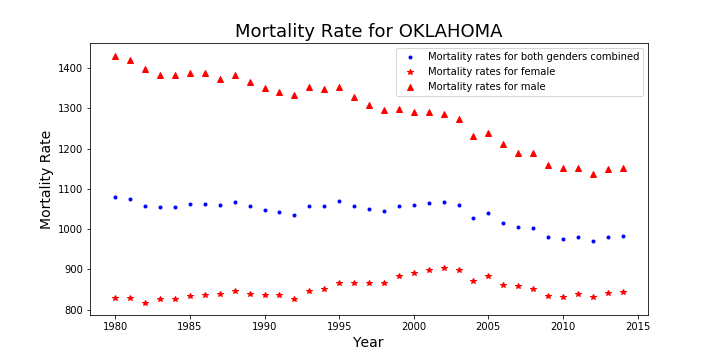 Mortality Rate for OKLAHOMA
Mortality rates for both genders combined
Mortality rates for female
Mortality rates for male
Mortality Rate
1400
1300
1200
1100
1000
900
800
1980
1985
1990
1995
2000
2005
2010
2015
Year